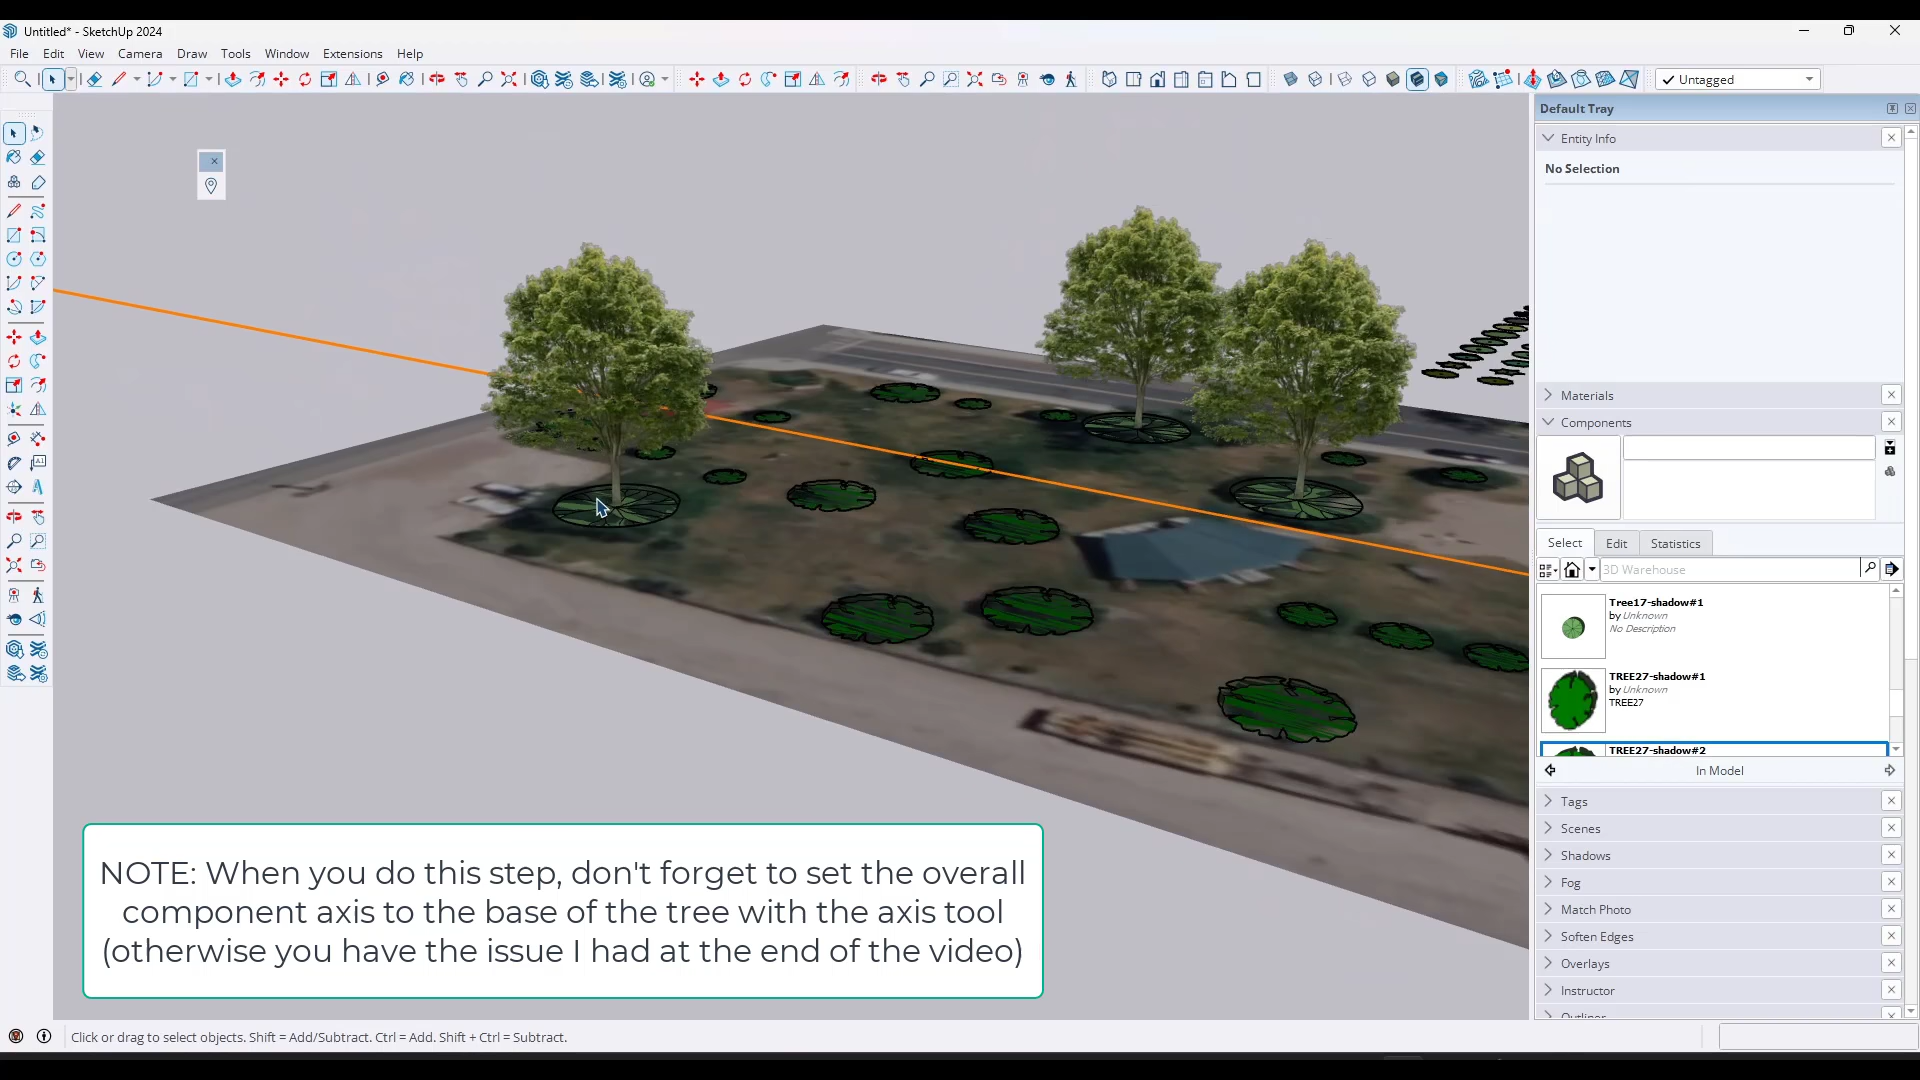 Untitled* - SketchUp 2024
File Edit View Camera Draw Tools Window Extensions Help
Untagged
Default Tray
Entity Info
No Selection
Materials
Components
Select Edit Statistics
3D Warehouse
Tree17-shadow#1
by Unknown
No Description
TREE27-shadow#1
by Unknown
TREE27
TREE27-shadow#2
In Model
Tags
Scenes
Shadows
Fog
Match Photo
Soften Edges
Overlays
Instructor
Outliner
NOTE: When you do this step, don't forget to set the overall
component axis to the base of the tree with the axis tool
(otherwise you have the issue I had at the end of the video)
Click or drag to select objects. Shift = Add/Subtract. Ctrl = Add. Shift + Ctrl = Subtract.